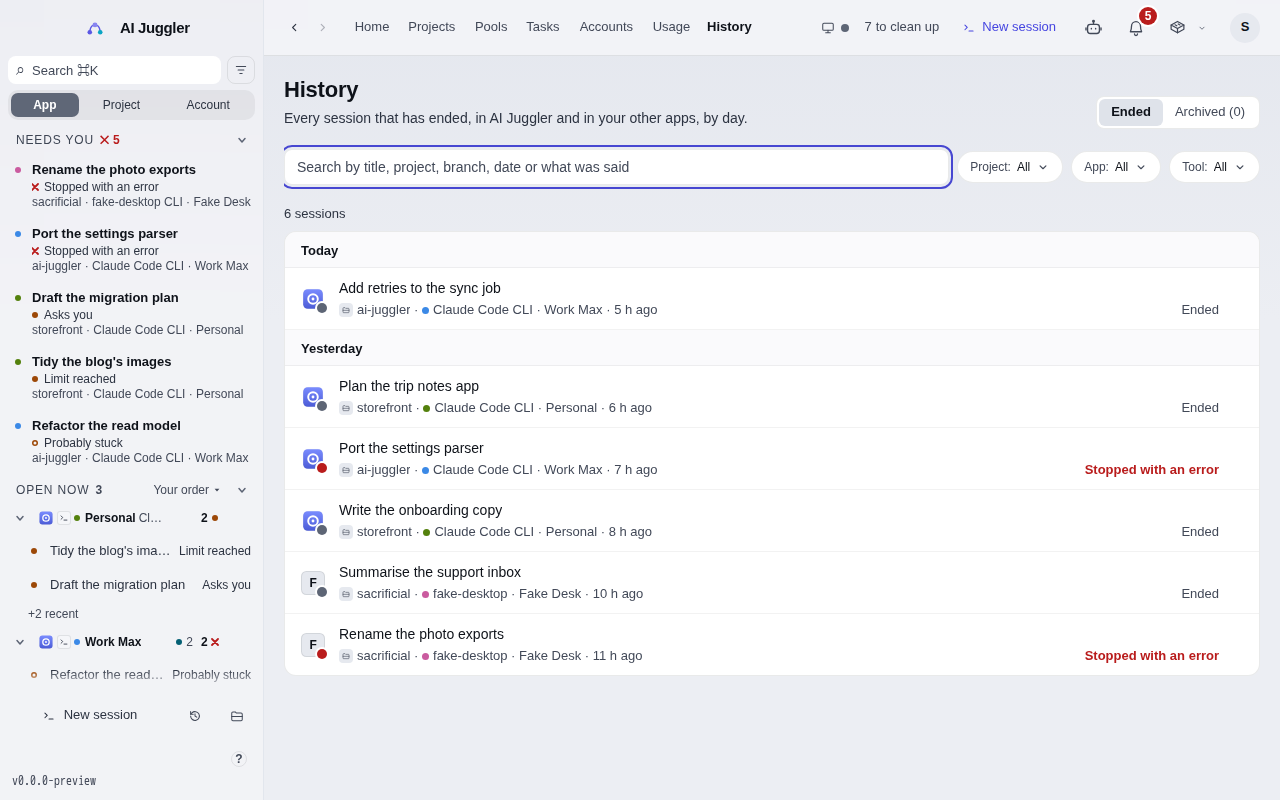 AI Juggler
Search ⌘K
App Project Account
NEEDS YOU 5
Rename the photo exports
Stopped with an error
sacrificial · fake-desktop CLI · Fake Desk
Port the settings parser
Stopped with an error
ai-juggler · Claude Code CLI · Work Max
Draft the migration plan
Asks you
storefront · Claude Code CLI · Personal
Tidy the blog's images
Limit reached
storefront · Claude Code CLI · Personal
Refactor the read model
Probably stuck
ai-juggler · Claude Code CLI · Work Max
OPEN NOW 3 Your order
Personal Cl… 2
Tidy the blog's ima… Limit reached
Draft the migration plan Asks you
+2 recent
Work Max 2 2
Refactor the read… Probably stuck
New session
?
v0.0.0-preview
Home Projects Pools Tasks Accounts Usage History 7 to clean up New session 5 S
History
Every session that has ended, in AI Juggler and in your other apps, by day.
Ended Archived (0)
Search by title, project, branch, date or what was said
Project: All App: All Tool: All
6 sessions
Today
Add retries to the sync job
ai-juggler · Claude Code CLI · Work Max · 5 h ago Ended
Yesterday
Plan the trip notes app
storefront · Claude Code CLI · Personal · 6 h ago Ended
Port the settings parser
ai-juggler · Claude Code CLI · Work Max · 7 h ago Stopped with an error
Write the onboarding copy
storefront · Claude Code CLI · Personal · 8 h ago Ended
F
Summarise the support inbox
sacrificial · fake-desktop · Fake Desk · 10 h ago Ended
F
Rename the photo exports
sacrificial · fake-desktop · Fake Desk · 11 h ago Stopped with an error